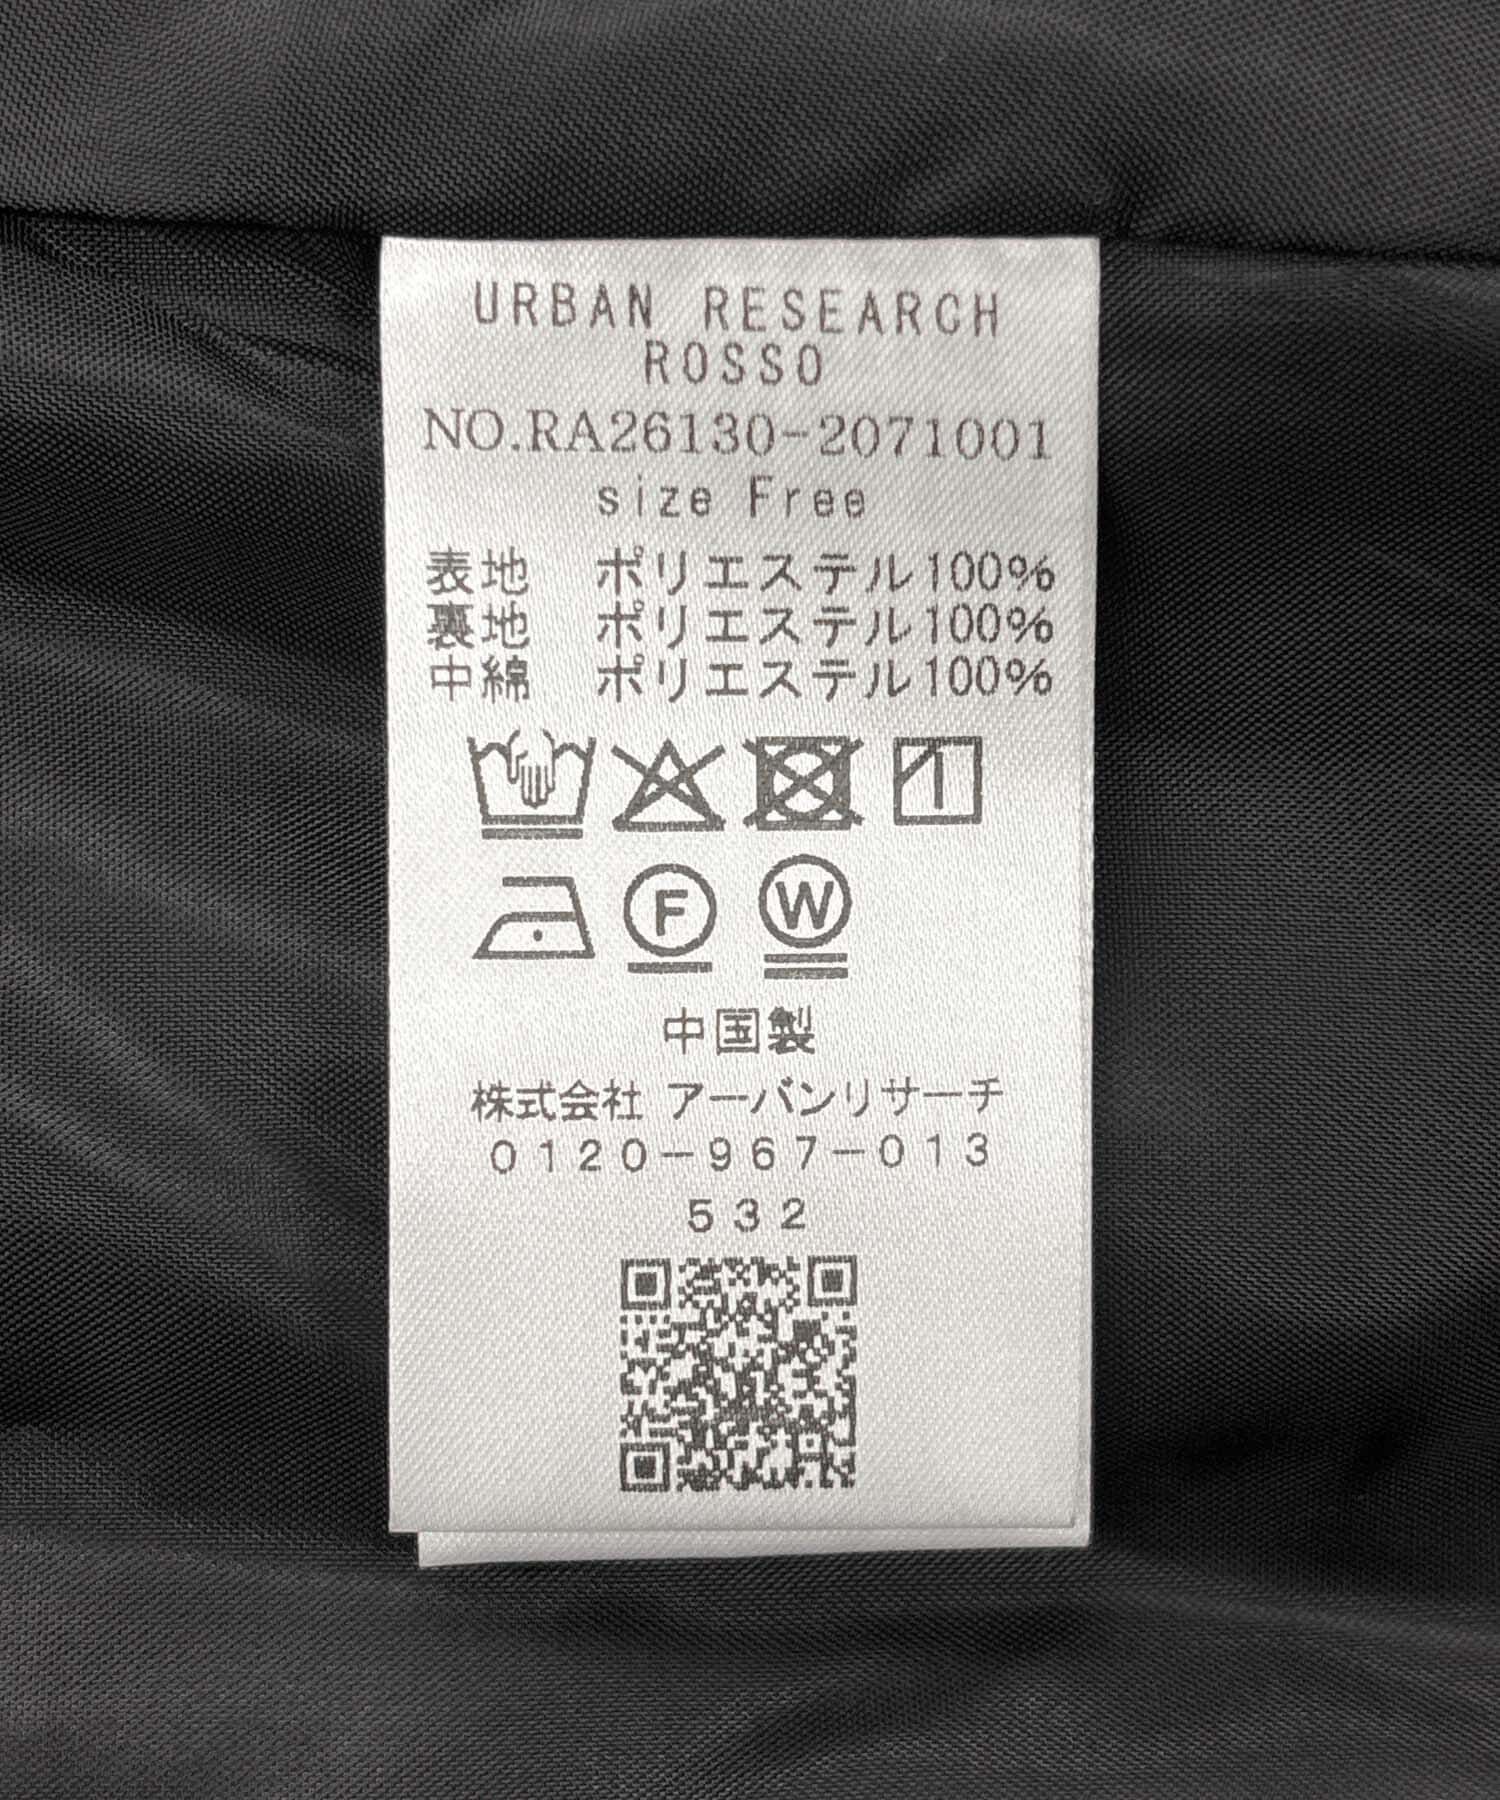 URBAN RESEARCH
ROSSO
NO.RA26130-2071001
size Free
表地 ポリエステル100%
裏地 ポリエステル100%
中綿 ポリエステル100%
F W
中国製
株式会社 アーバンリサーチ
0120-967-013
532